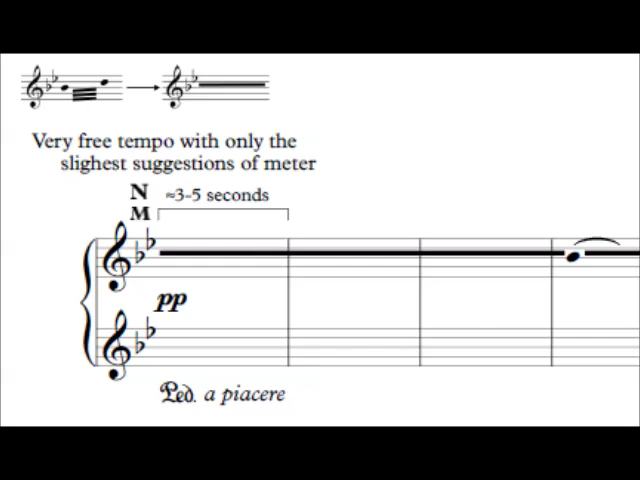 Very free tempo with only the
slighest suggestions of meter
N ≈3-5 seconds
M
pp
Ped. a piacere